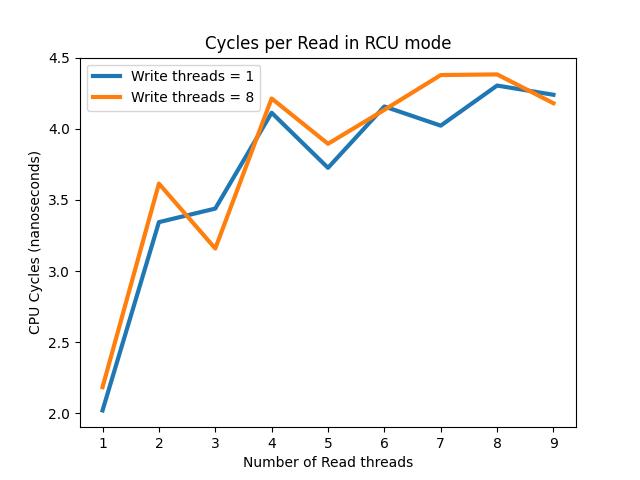 Cycles per Read in RCU mode
Write threads = 1
Write threads = 8
CPU Cycles (nanoseconds)
4.5
4.0
3.5
3.0
2.5
2.0
1 2 3 4 5 6 7 8 9
Number of Read threads